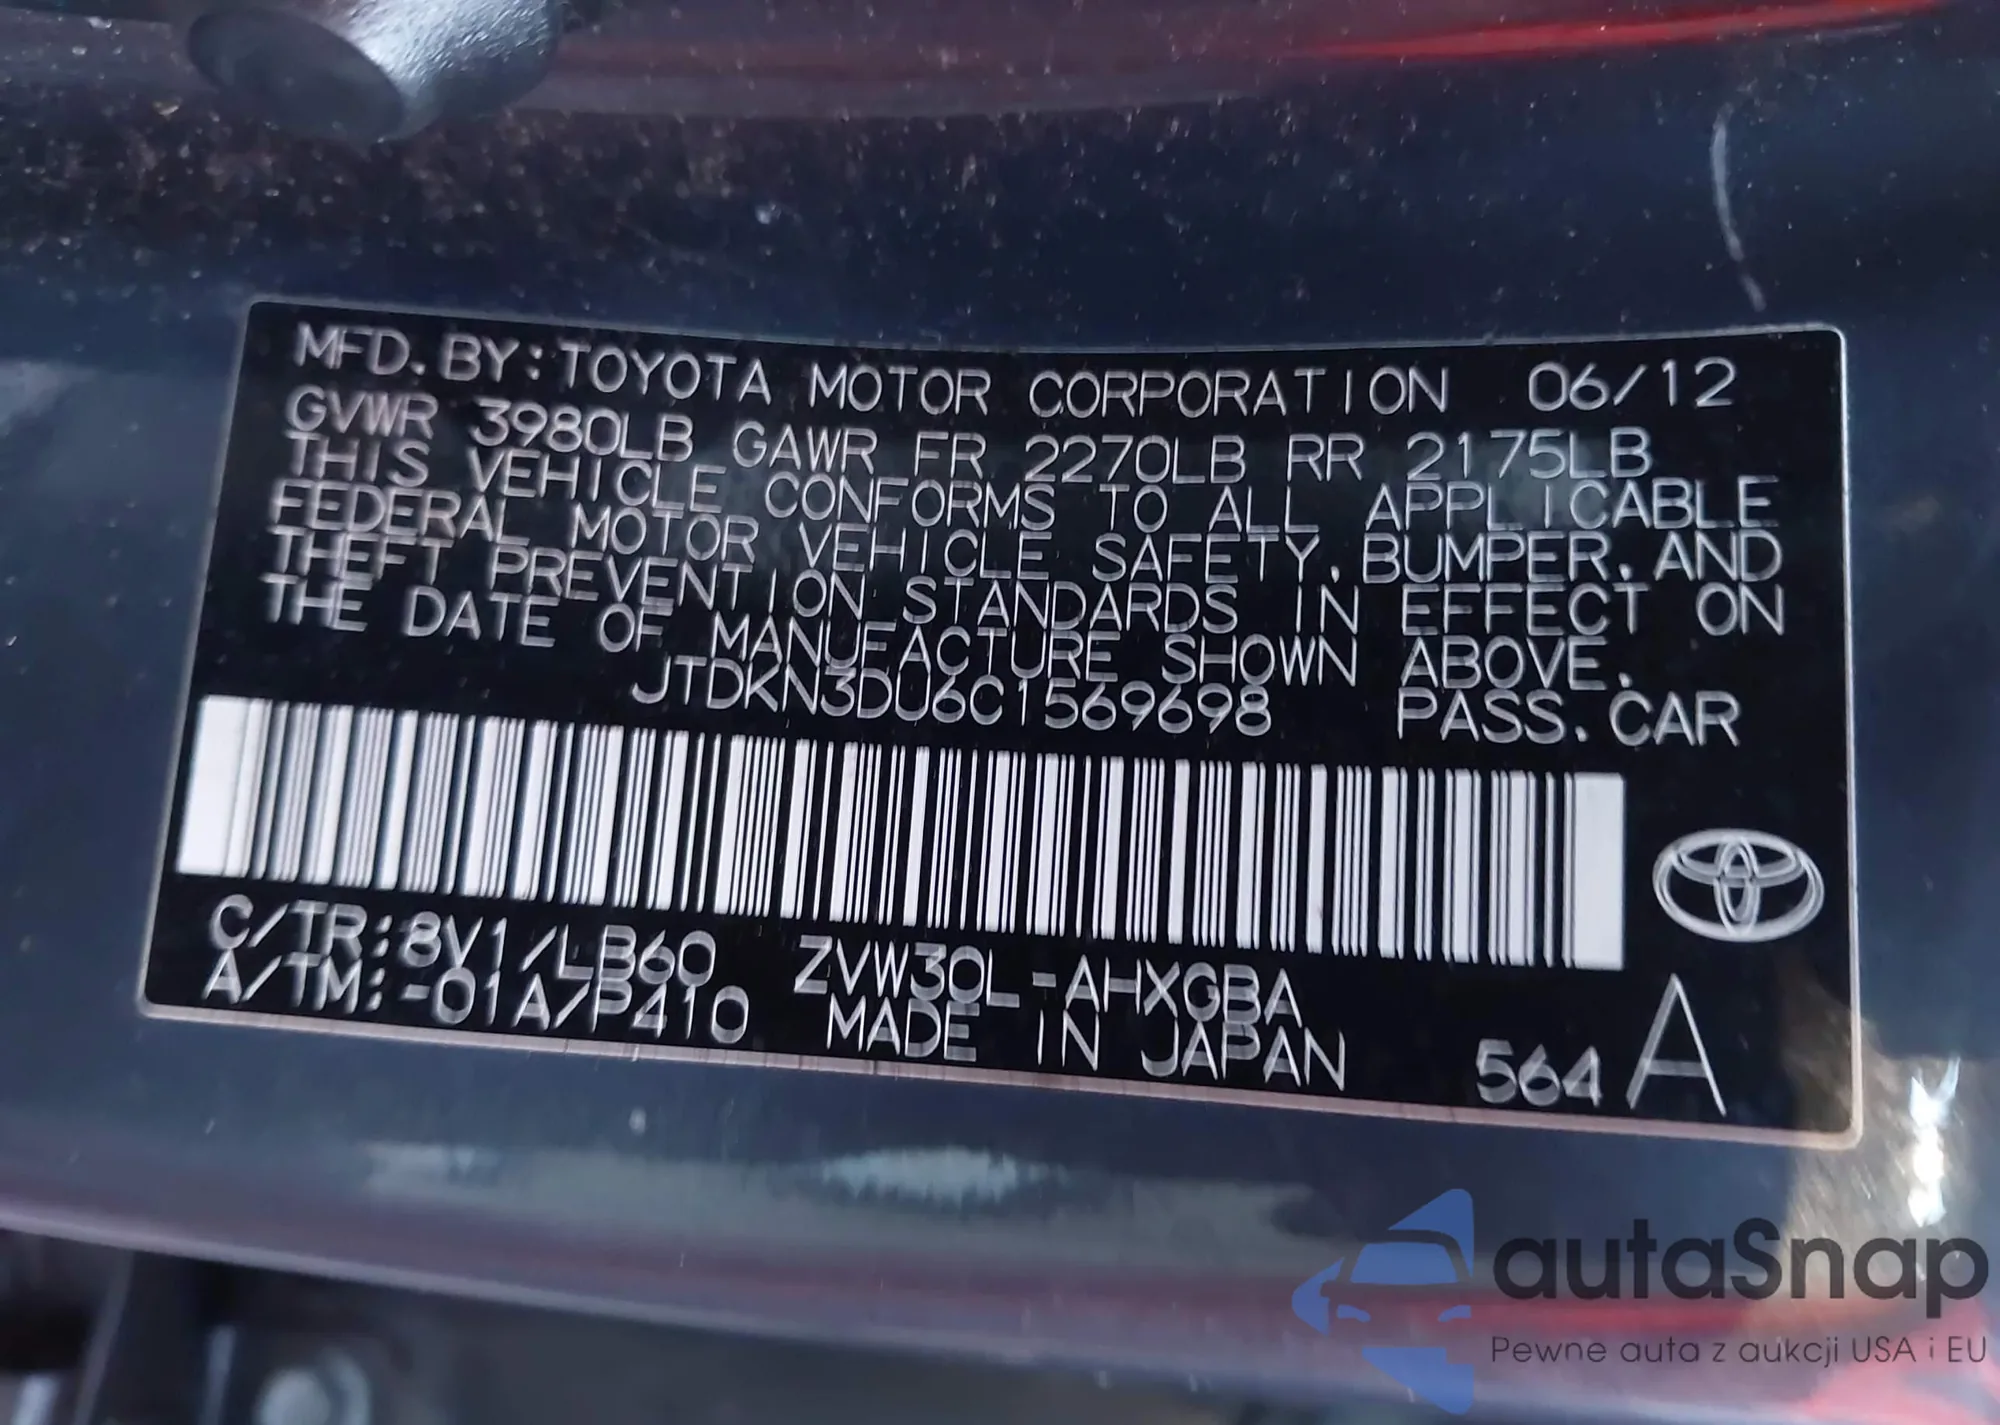 MFD. BY: TOYOTA MOTOR CORPORATION 06/12
GVWR 3980LB GAWR FR 2270LB RR 2175LB
THIS VEHICLE CONFORMS TO ALL APPLICABLE
FEDERAL MOTOR VEHICLE SAFETY, BUMPER, AND
THEFT PREVENTION STANDARDS IN EFFECT ON
THE DATE OF MANUFACTURE SHOWN ABOVE.
JTDKN3DU6C1569698 PASS. CAR
C/TR:8V1/LB60 ZVW30L-AHXGBA
A/TM:-01A/P410 MADE IN JAPAN 564 A
autaSnap
Pewne auta z aukcji USA i EU